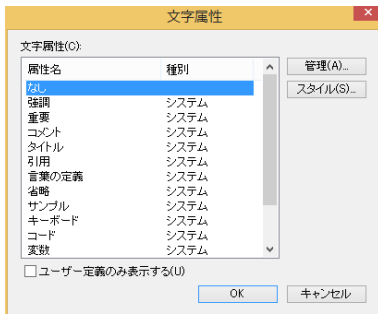 文字属性
文字属性(C):
属性名 種別
なし
強調 システム
重要 システム
コメント システム
タイトル システム
引用 システム
言葉の定義 システム
省略 システム
サンプル システム
キーボード システム
コード システム
変数 システム
管理(A)...
スタイル(S)...
ユーザー定義のみ表示する(U)
OK キャンセル